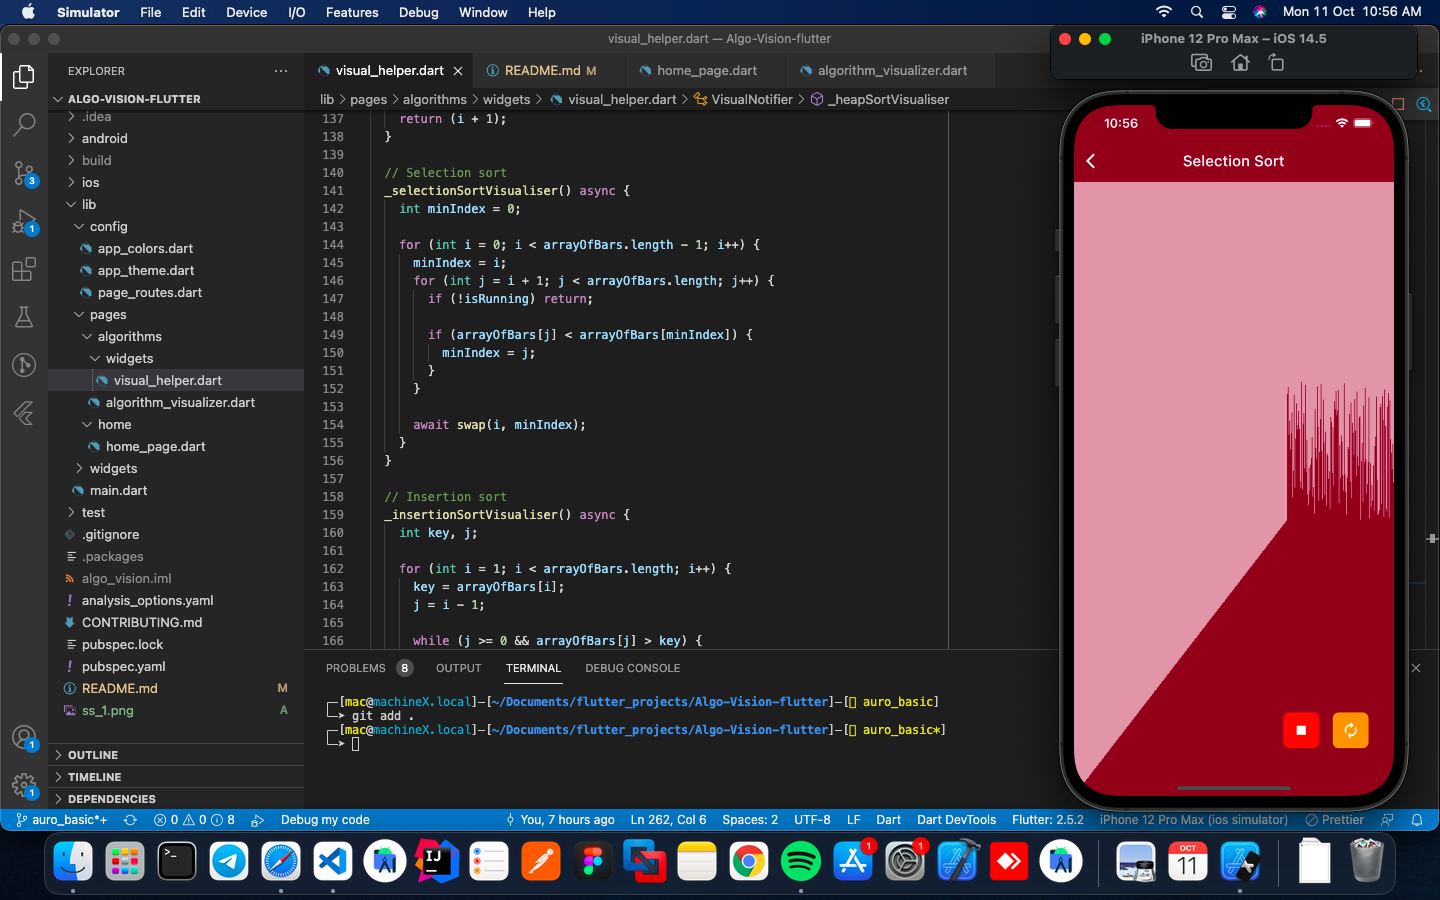 Simulator File Edit Device I/O Features Debug Window Help
Mon 11 Oct 10:56 AM
visual_helper.dart — Algo-Vision-flutter
iPhone 12 Pro Max – iOS 14.5
EXPLORER
ALGO-VISION-FLUTTER
.idea
android
build
ios
lib
config
app_colors.dart
app_theme.dart
page_routes.dart
pages
algorithms
widgets
visual_helper.dart
algorithm_visualizer.dart
home
home_page.dart
widgets
main.dart
test
.gitignore
.packages
algo_vision.iml
analysis_options.yaml
CONTRIBUTING.md
pubspec.lock
pubspec.yaml
README.md M
ss_1.png A
OUTLINE
TIMELINE
DEPENDENCIES
3
1
1
1
visual_helper.dart README.md M home_page.dart algorithm_visualizer.dart
lib > pages > algorithms > widgets > visual_helper.dart > VisualNotifier > _heapSortVisualiser
137 return (i + 1);
138 }
139
140 // Selection sort
141 _selectionSortVisualiser() async {
142 int minIndex = 0;
143
144 for (int i = 0; i < arrayOfBars.length - 1; i++) {
145 minIndex = i;
146 for (int j = i + 1; j < arrayOfBars.length; j++) {
147 if (!isRunning) return;
148
149 if (arrayOfBars[j] < arrayOfBars[minIndex]) {
150 minIndex = j;
151 }
152 }
153
154 await swap(i, minIndex);
155 }
156 }
157
158 // Insertion sort
159 _insertionSortVisualiser() async {
160 int key, j;
161
162 for (int i = 1; i < arrayOfBars.length; i++) {
163 key = arrayOfBars[i];
164 j = i - 1;
165
166 while (j >= 0 && arrayOfBars[j] > key) {
PROBLEMS 8 OUTPUT TERMINAL DEBUG CONSOLE
[mac@machineX.local]-[~/Documents/flutter_projects/Algo-Vision-flutter]-[ auro_basic]
git add .
[mac@machineX.local]-[~/Documents/flutter_projects/Algo-Vision-flutter]-[ auro_basic*]
10:56
Selection Sort
auro_basic*+ 0 0 8 Debug my code You, 7 hours ago Ln 262, Col 6 Spaces: 2 UTF-8 LF Dart Dart DevTools Flutter: 2.5.2 iPhone 12 Pro Max (ios simulator) Prettier
>_
IJ
1
1
OCT
11